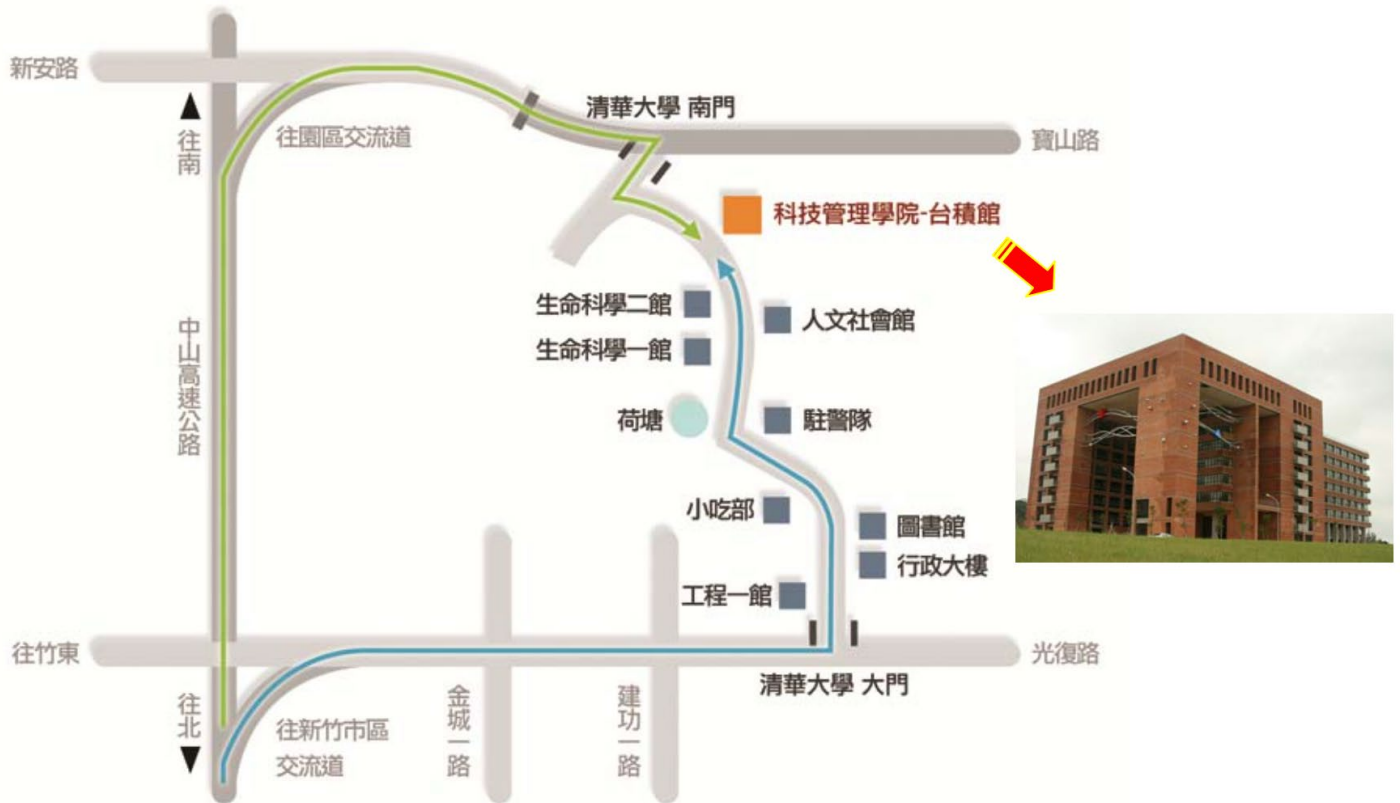 新安路
清華大學 南門
往南
往園區交流道
寶山路
科技管理學院-台積館
生命科學二館
人文社會館
生命科學一館
中山高速公路
荷塘
駐警隊
小吃部
圖書館
行政大樓
工程一館
往竹東
光復路
清華大學 大門
往北
往新竹市區
交流道
金城一路
建功一路